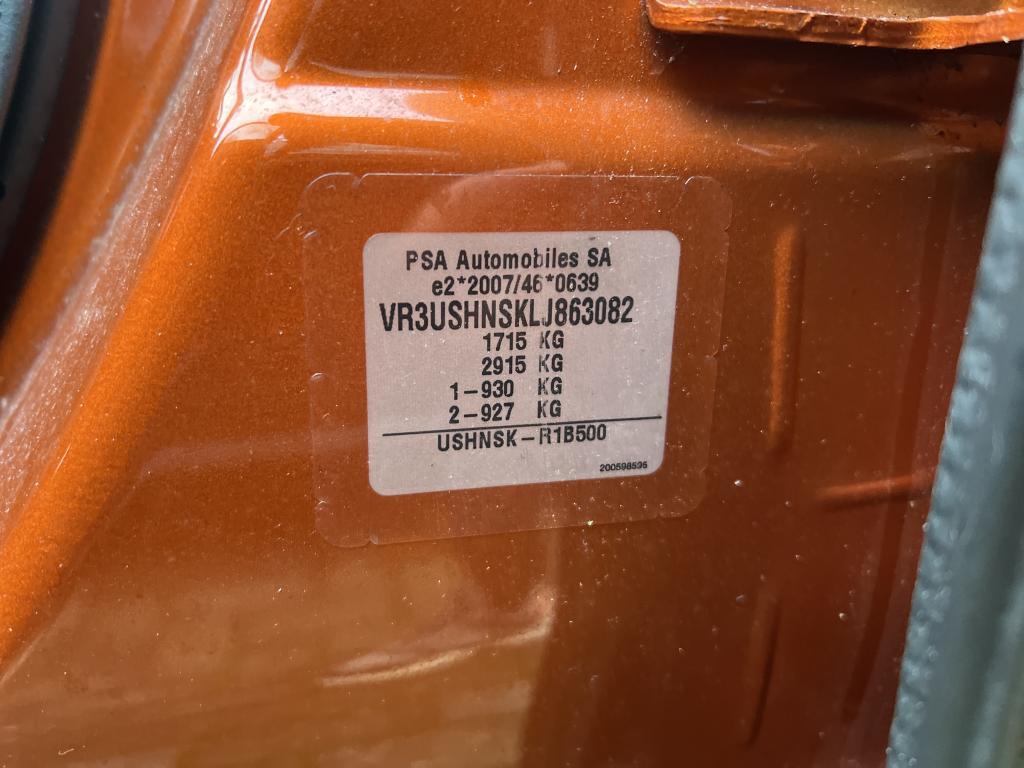 PSA Automobiles SA
e2*2007/46*0639
VR3USHNSKLJ863082
1715 KG
2915 KG
1-930 KG
2-927 KG
USHNSK-R1B500
200598595